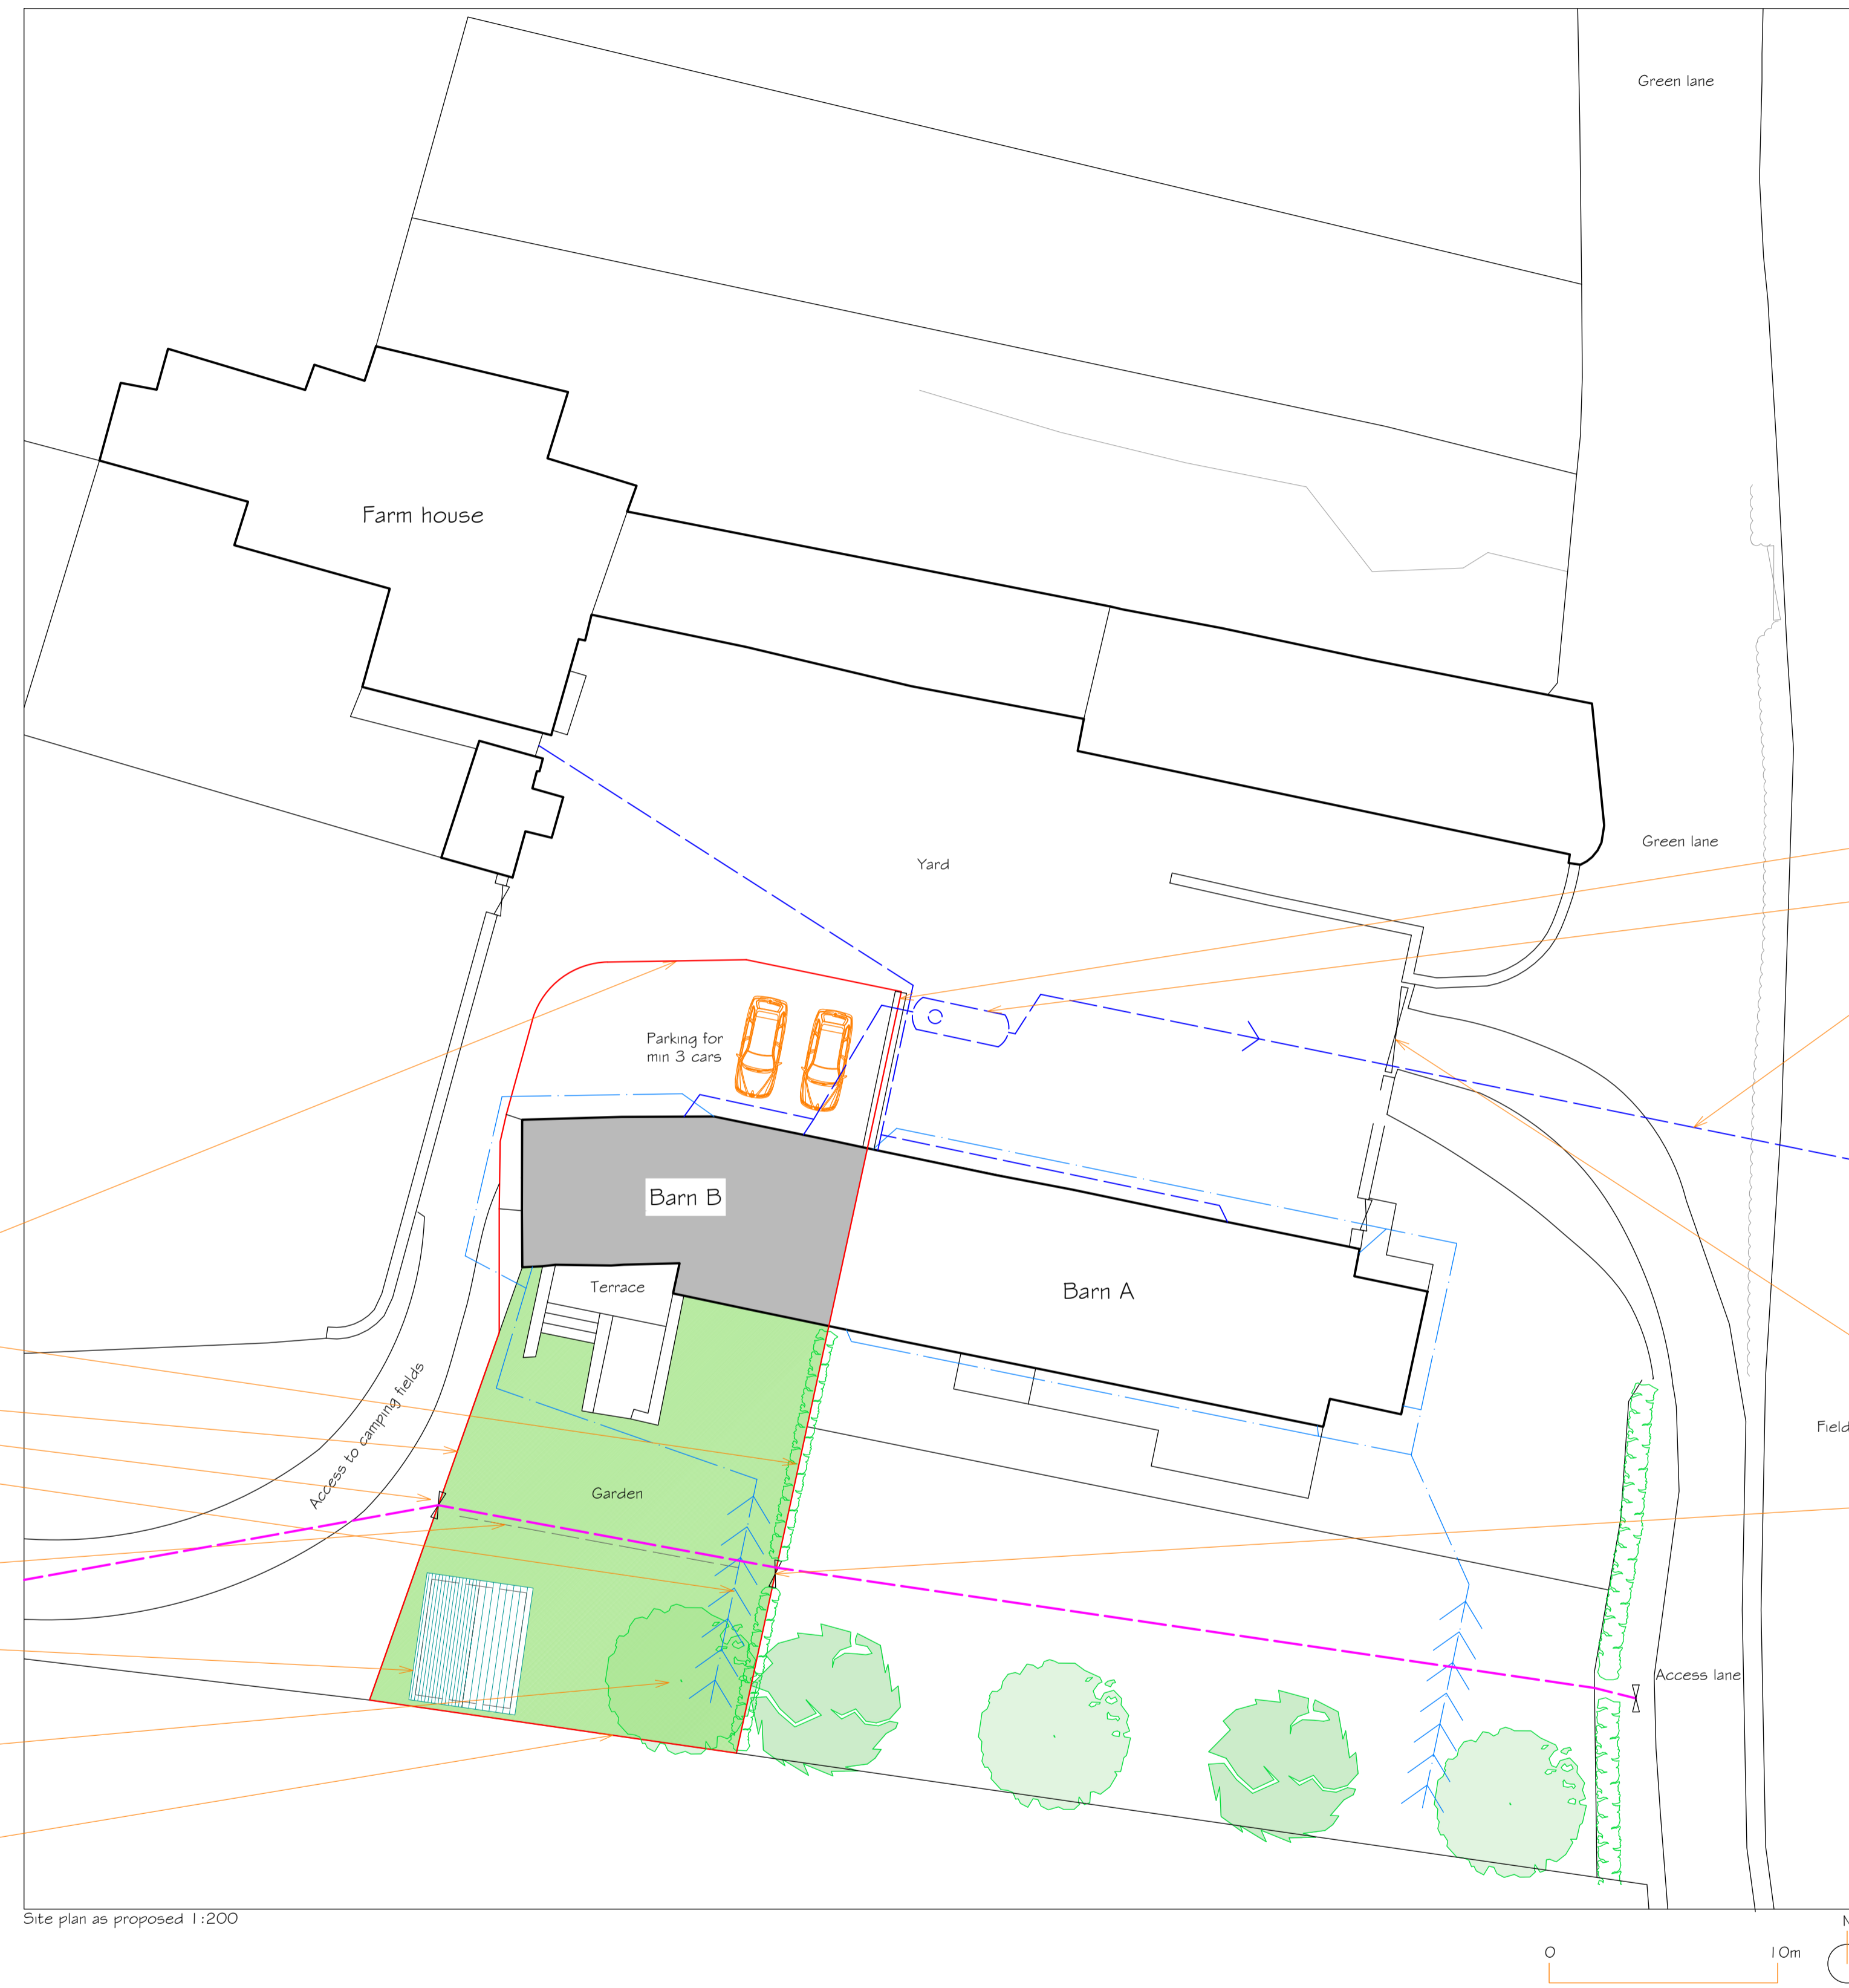 Green lane
Farm house
Green lane
Yard
Parking for
min 3 cars
Barn B
Terrace
Barn A
Access to camping fields
Field
Garden
Access lane
Site plan as proposed 1:200
N
0
10m